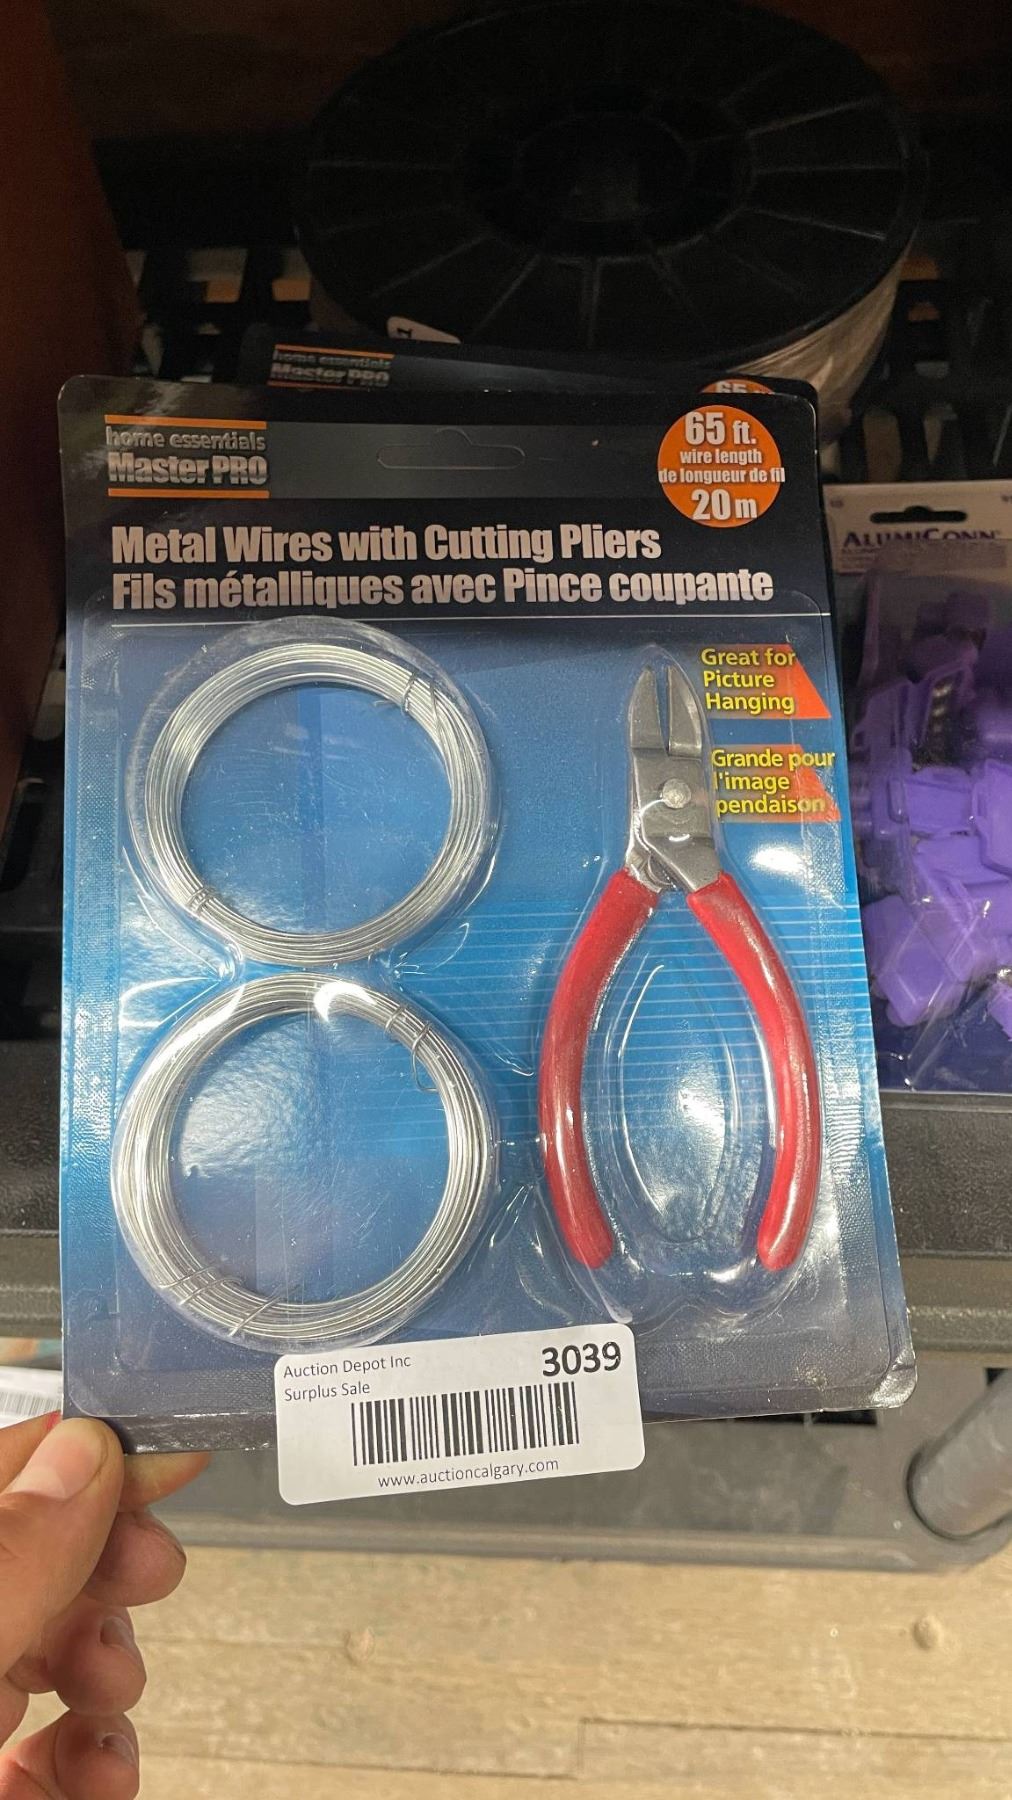 home essentials
Master PRO
65
home essentials
Master PRO
65 ft.
wire length
de longueur de fil
20 m
Metal Wires with Cutting Pliers
Fils métalliques avec Pince coupante
ALUMICONN
Great for
Picture
Hanging
Grande pour
l'image
pendaison
Auction Depot Inc
Surplus Sale
3039
www.auctioncalgary.com